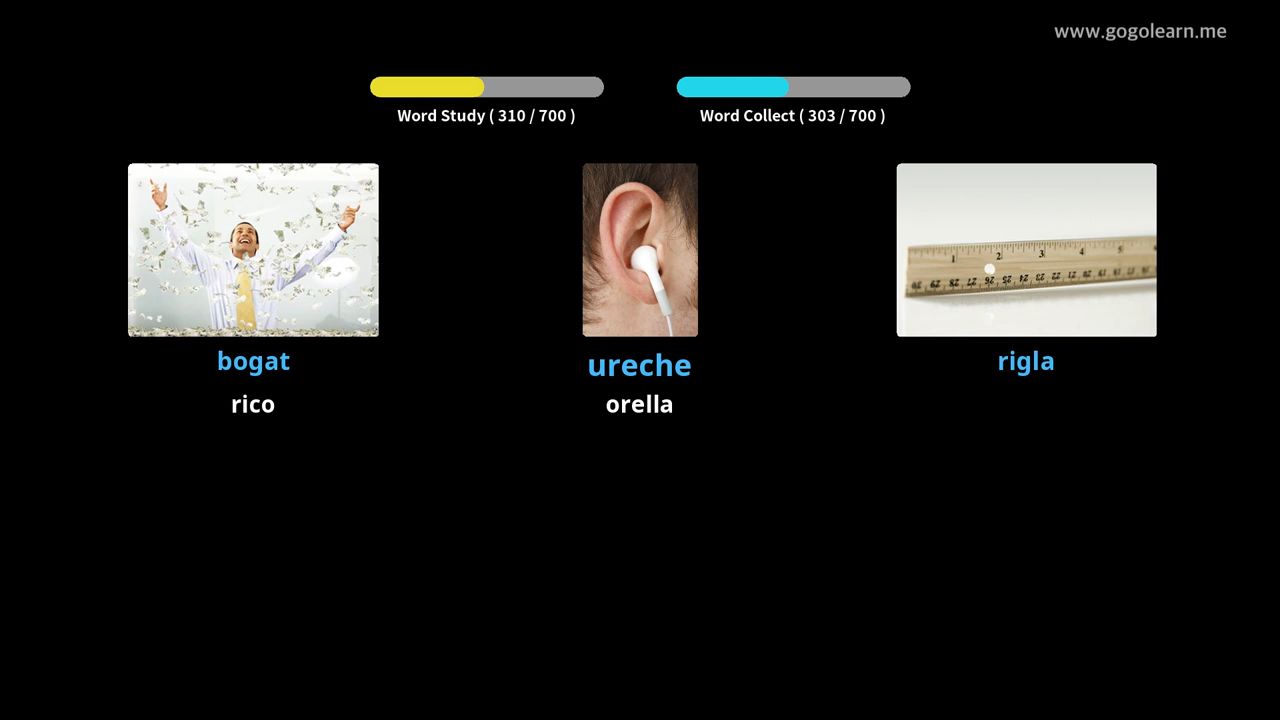 www.gogolearn.me
Word Study ( 310 / 700 )
Word Collect ( 303 / 700 )
bogat
ureche
rigla
rico
orella